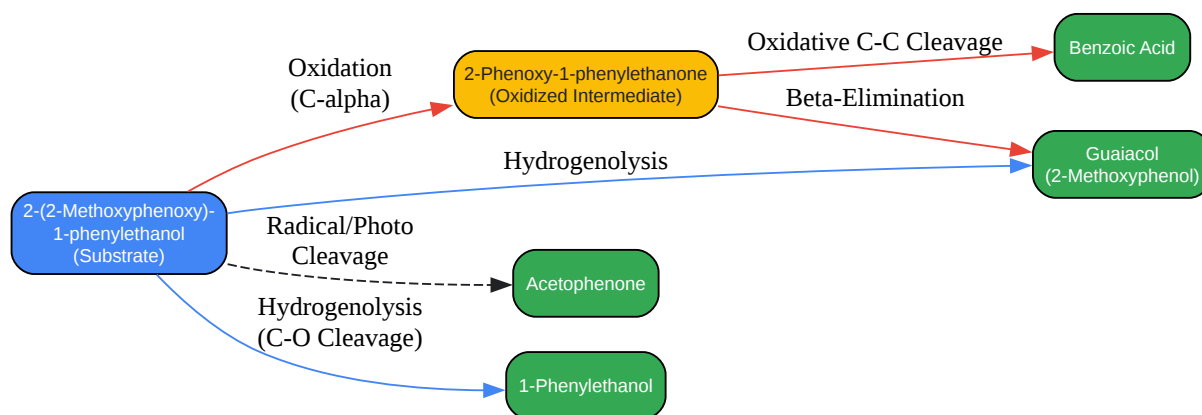 Oxidation
(C-alpha)
2-Phenoxy-1-phenylethanone
(Oxidized Intermediate)
Oxidative C-C Cleavage
Benzoic Acid
Beta-Elimination
Hydrogenolysis
Guaiacol
(2-Methoxyphenol)
2-(2-Methoxyphenoxy)-
1-phenylethanol
(Substrate)
Radical/Photo
Cleavage
Acetophenone
Hydrogenolysis
(C-O Cleavage)
1-Phenylethanol